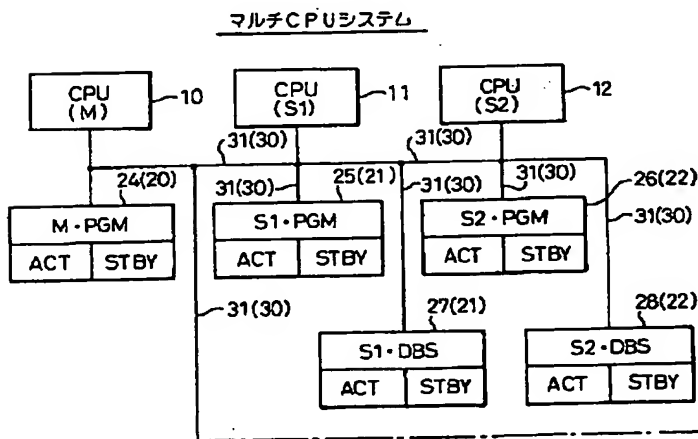 マルチCPUシステム
CPU
(M)
10
CPU
(S1)
11
CPU
(S2)
12
31(30)
31(30)
24(20)
31(30)
25(21)
31(30)
31(30)
26(22)
M・PGM
ACT
STBY
S1・PGM
ACT
STBY
S2・PGM
ACT
STBY
31(30)
31(30)
27(21)
28(22)
S1・DBS
ACT
STBY
S2・DBS
ACT
STBY